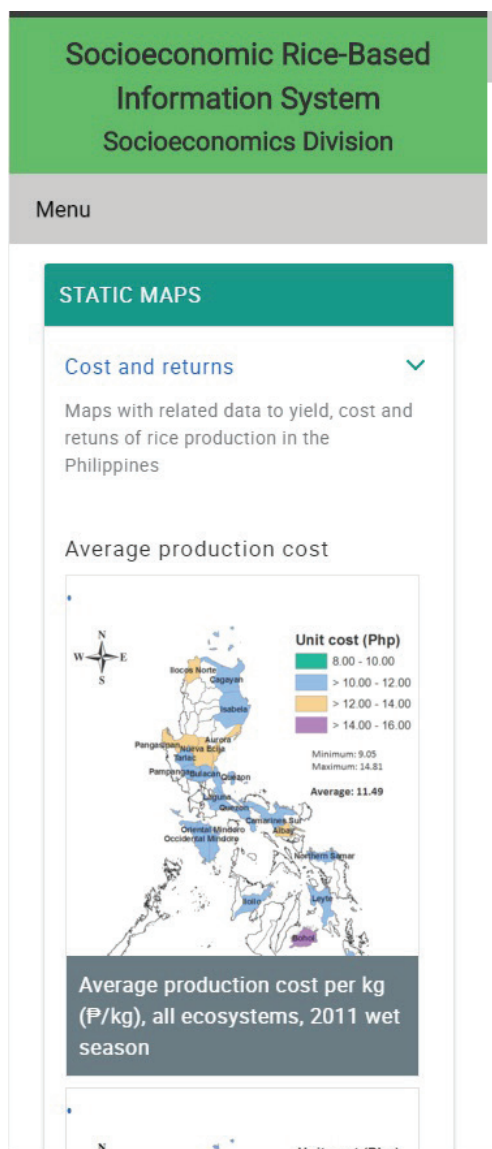 Socioeconomic Rice-Based
Information System
Socioeconomics Division
Menu
STATIC MAPS
Cost and returns
Maps with related data to yield, cost and
retuns of rice production in the
Philippines
Average production cost
N
W E
S
Unit cost (Php)
8.00 - 10.00
> 10.00 - 12.00
> 12.00 - 14.00
> 14.00 - 16.00
Minimum: 9.05
Maximum: 14.81
Average: 11.49
Ilocos Norte
Cagayan
Isabela
Aurora
Pangasinan
Nueva Ecija
Tarlac
Pampanga
Bulacan
Quezon
Laguna
Quezon
Camarines Sur
Albay
Oriental Mindoro
Occidental Mindoro
Northern Samar
Iloilo
Leyte
Bohol
Average production cost per kg
(₱/kg), all ecosystems, 2011 wet
season
N